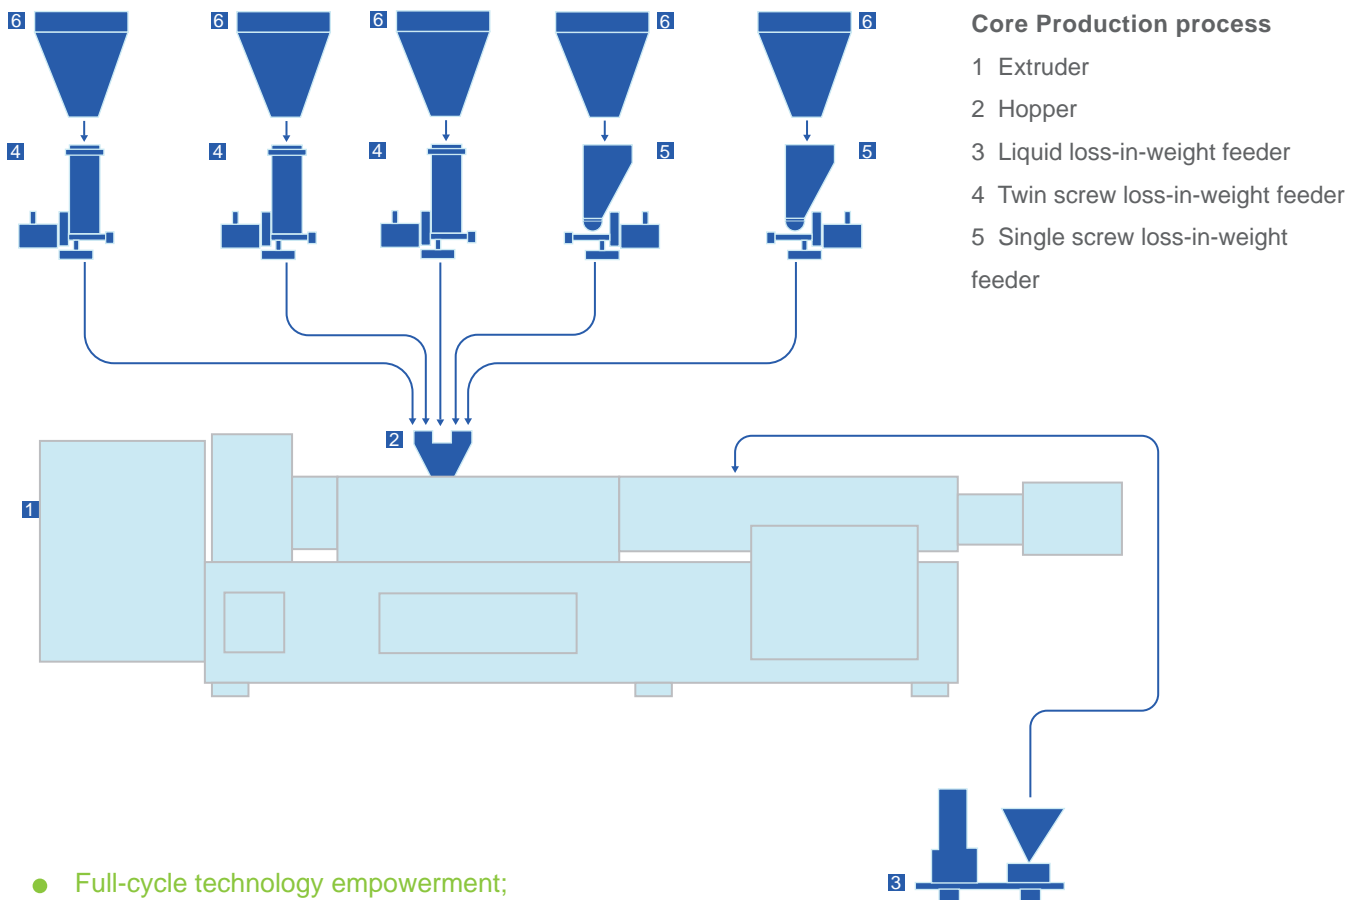 6 6 6 6 6
Core Production process
1 Extruder
2 Hopper
4 4 4 5 5
3 Liquid loss-in-weight feeder
4 Twin screw loss-in-weight feeder
5 Single screw loss-in-weight
feeder
2
1
3
Full-cycle technology empowerment;